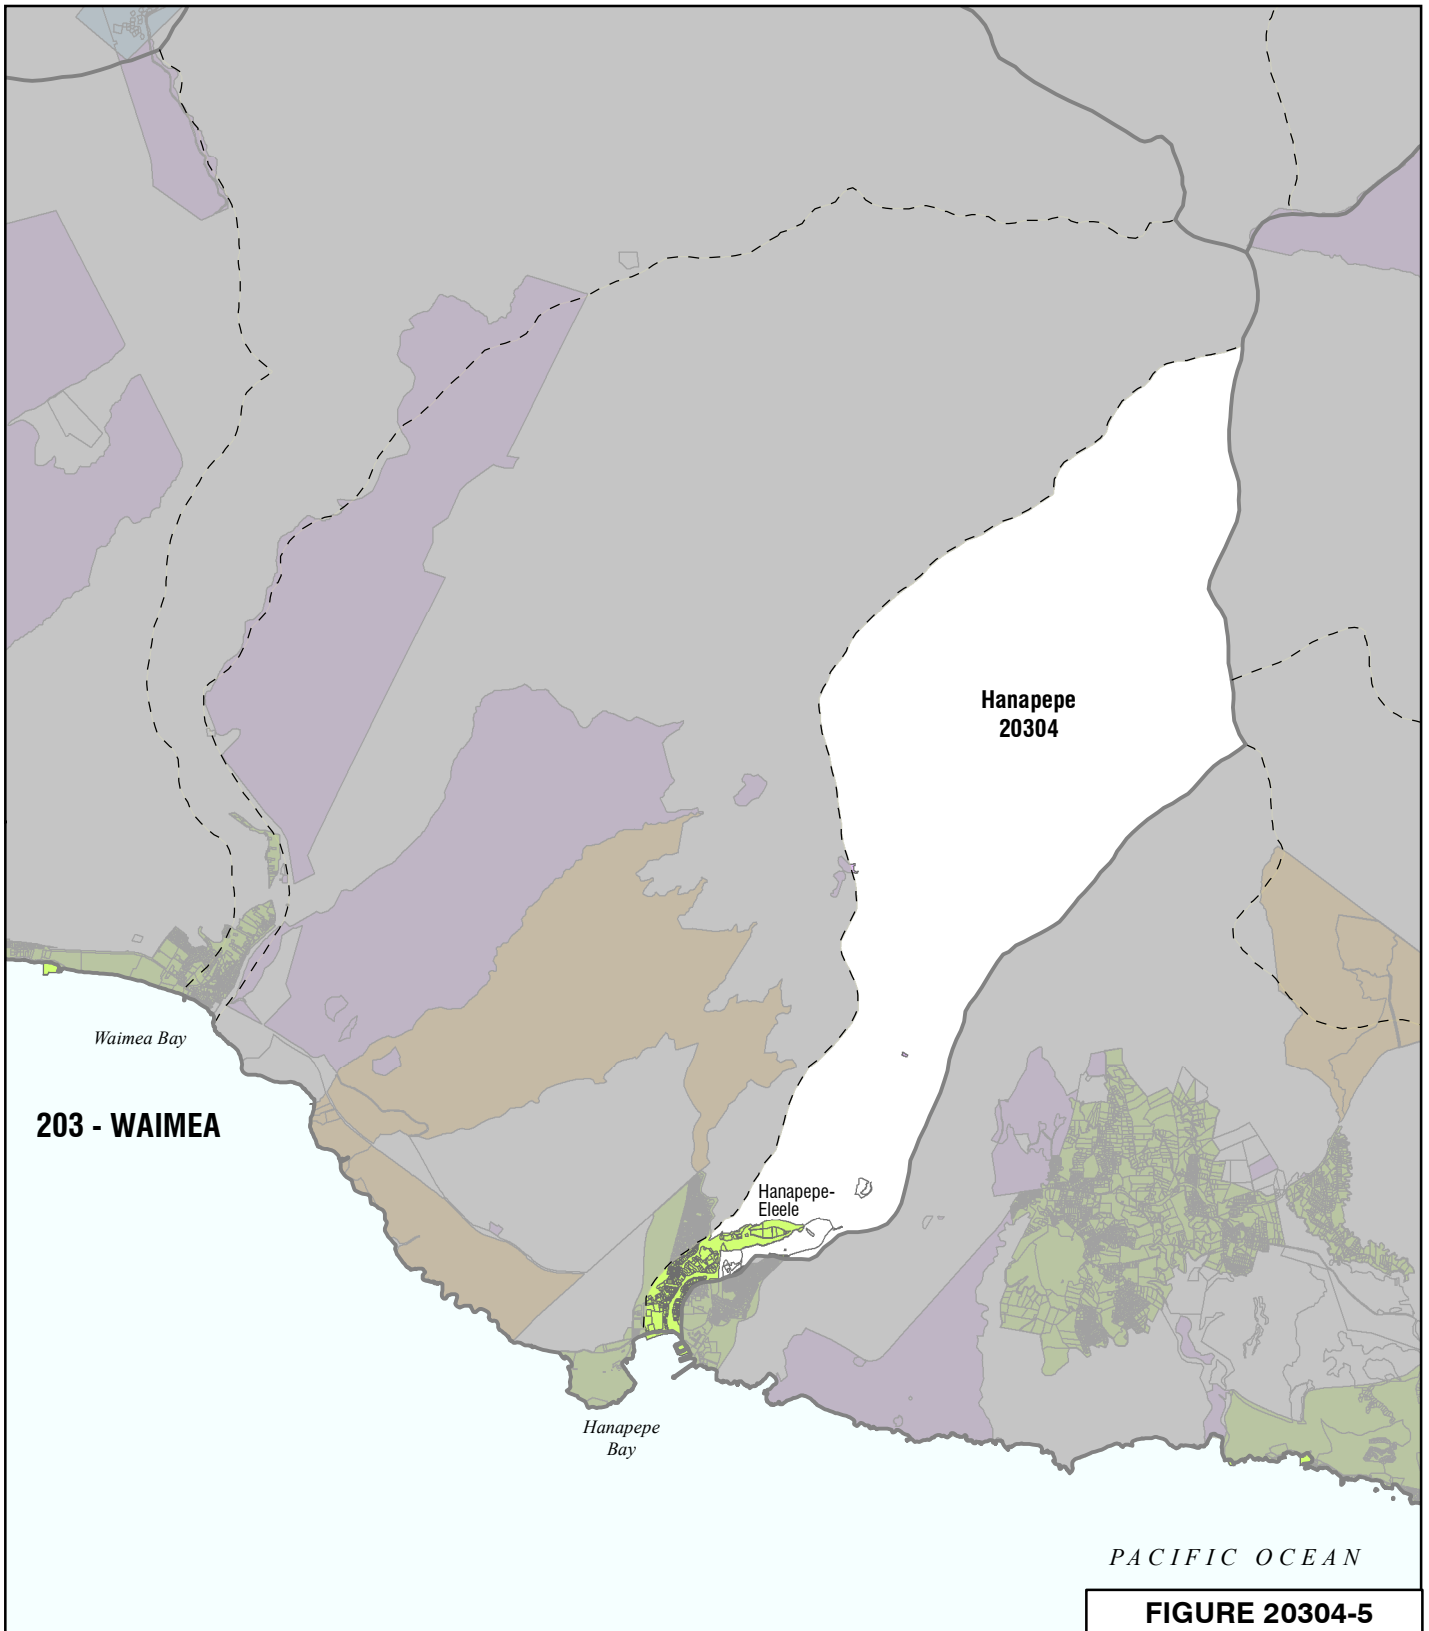 Hanapepe
20304
Waimea Bay
203 - WAIMEA
Hanapepe-
Eleele
Hanapepe
Bay
PACIFIC OCEAN
FIGURE 20304-5